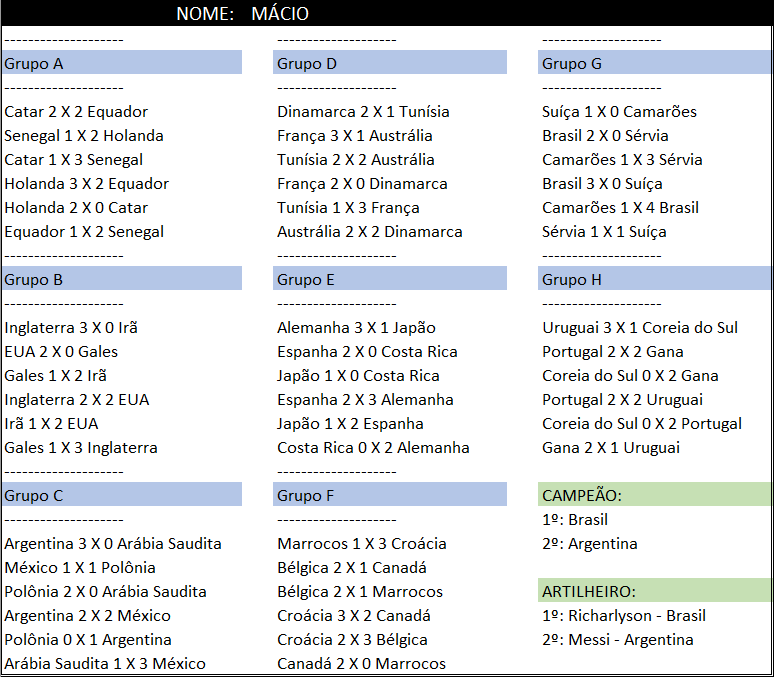 NOME: MÁCIO
--------------------
Grupo A
--------------------
Catar 2 X 2 Equador
Senegal 1 X 2 Holanda
Catar 1 X 3 Senegal
Holanda 3 X 2 Equador
Holanda 2 X 0 Catar
Equador 1 X 2 Senegal
--------------------
Grupo B
--------------------
Inglaterra 3 X 0 Irã
EUA 2 X 0 Gales
Gales 1 X 2 Irã
Inglaterra 2 X 2 EUA
Irã 1 X 2 EUA
Gales 1 X 3 Inglaterra
--------------------
Grupo C
--------------------
Argentina 3 X 0 Arábia Saudita
México 1 X 1 Polônia
Polônia 2 X 0 Arábia Saudita
Argentina 2 X 2 México
Polônia 0 X 1 Argentina
Arábia Saudita 1 X 3 México
--------------------
Grupo D
--------------------
Dinamarca 2 X 1 Tunísia
França 3 X 1 Austrália
Tunísia 2 X 2 Austrália
França 2 X 0 Dinamarca
Tunísia 1 X 3 França
Austrália 2 X 2 Dinamarca
--------------------
Grupo E
--------------------
Alemanha 3 X 1 Japão
Espanha 2 X 0 Costa Rica
Japão 1 X 0 Costa Rica
Espanha 2 X 3 Alemanha
Japão 1 X 2 Espanha
Costa Rica 0 X 2 Alemanha
--------------------
Grupo F
--------------------
Marrocos 1 X 3 Croácia
Bélgica 2 X 1 Canadá
Bélgica 2 X 1 Marrocos
Croácia 3 X 2 Canadá
Croácia 2 X 3 Bélgica
Canadá 2 X 0 Marrocos
--------------------
Grupo G
--------------------
Suíça 1 X 0 Camarões
Brasil 2 X 0 Sérvia
Camarões 1 X 3 Sérvia
Brasil 3 X 0 Suíça
Camarões 1 X 4 Brasil
Sérvia 1 X 1 Suíça
--------------------
Grupo H
--------------------
Uruguai 3 X 1 Coreia do Sul
Portugal 2 X 2 Gana
Coreia do Sul 0 X 2 Gana
Portugal 2 X 2 Uruguai
Coreia do Sul 0 X 2 Portugal
Gana 2 X 1 Uruguai
CAMPEÃO:
1º: Brasil
2º: Argentina
ARTILHEIRO:
1º: Richarlyson - Brasil
2º: Messi - Argentina